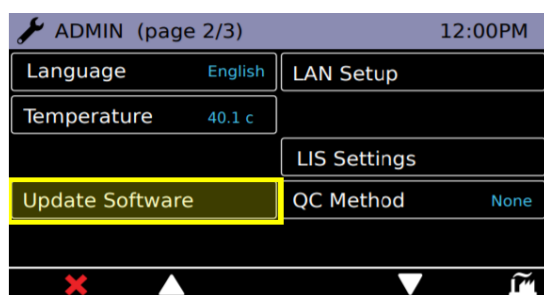 ADMIN (page 2/3) 12:00PM
Language English LAN Setup
Temperature 40.1 c
LIS Settings
Update Software QC Method None